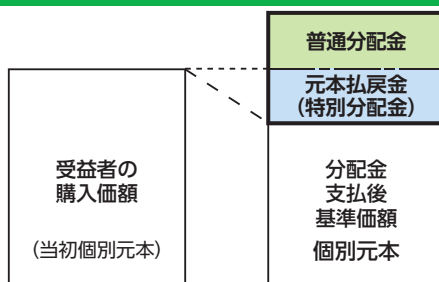 普通分配金
元本払戻金
(特別分配金)
受益者の
購入価額
(当初個別元本)
分配金
支払後
基準価額
個別元本